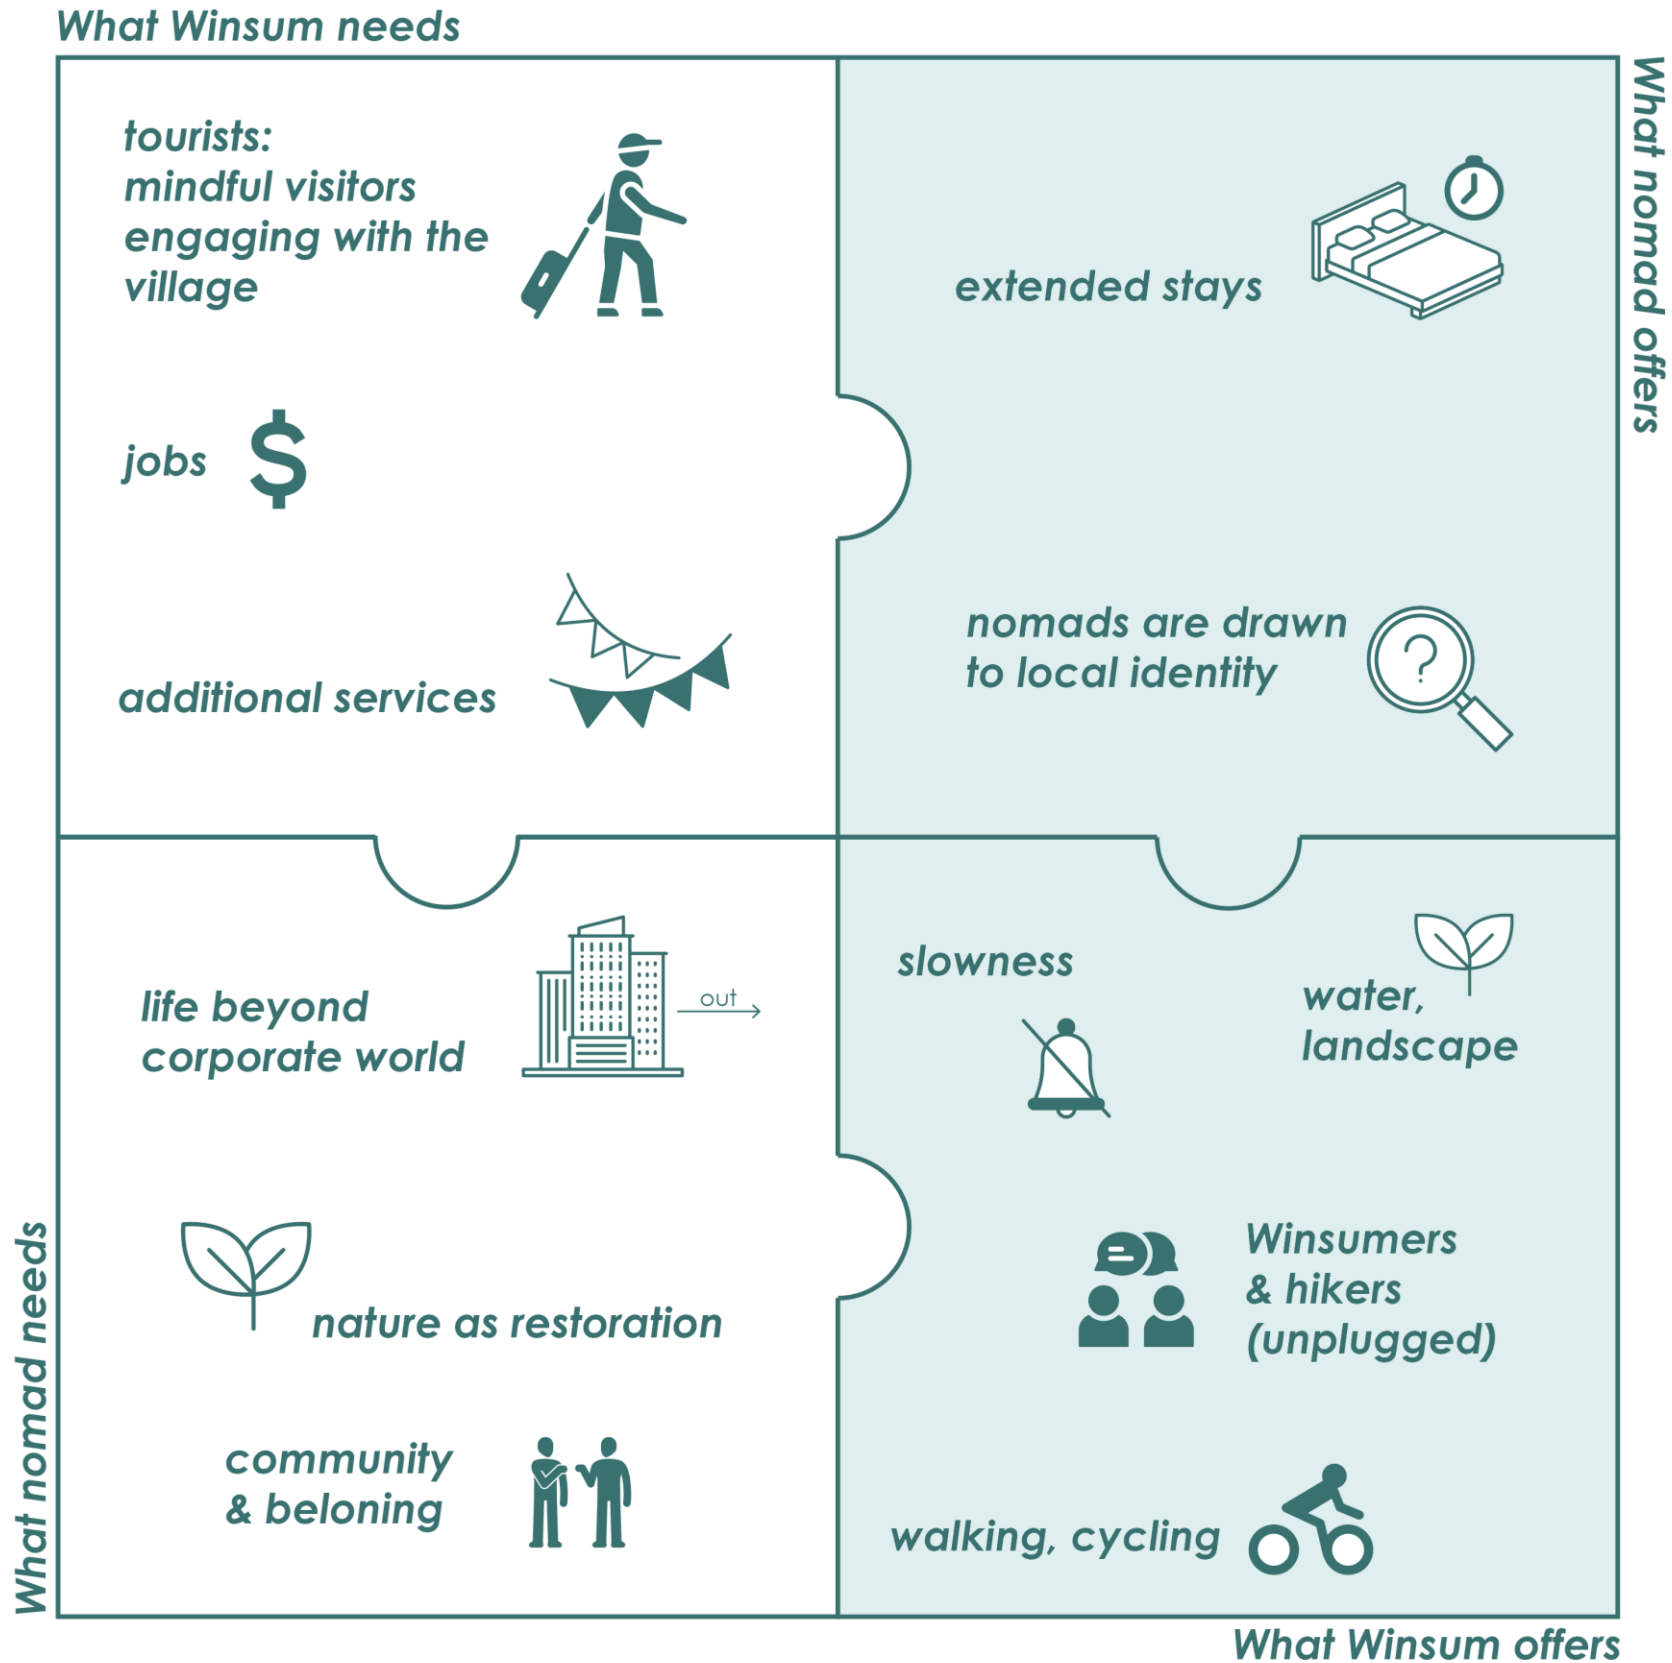 What Winsum needs
What nomad offers
tourists:
mindful visitors
engaging with the
village
jobs
$
additional services
extended stays
nomads are drawn
to local identity
?
What nomad needs
life beyond
corporate world
out
nature as restoration
community
& beloning
slowness
water,
landscape
Winsumers
& hikers
(unplugged)
walking, cycling
What Winsum offers